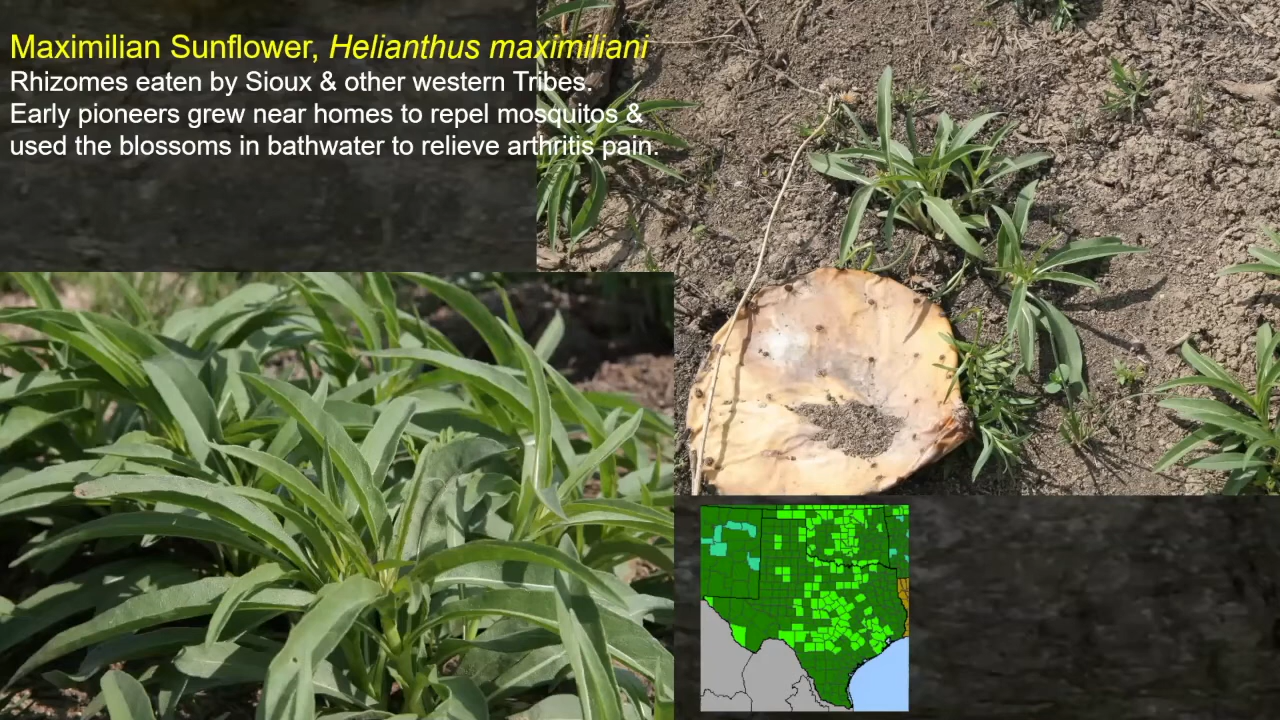 Maximilian Sunflower, Helianthus maximiliani
Rhizomes eaten by Sioux & other western Tribes.
Early pioneers grew near homes to repel mosquitos &
used the blossoms in bathwater to relieve arthritis pain.